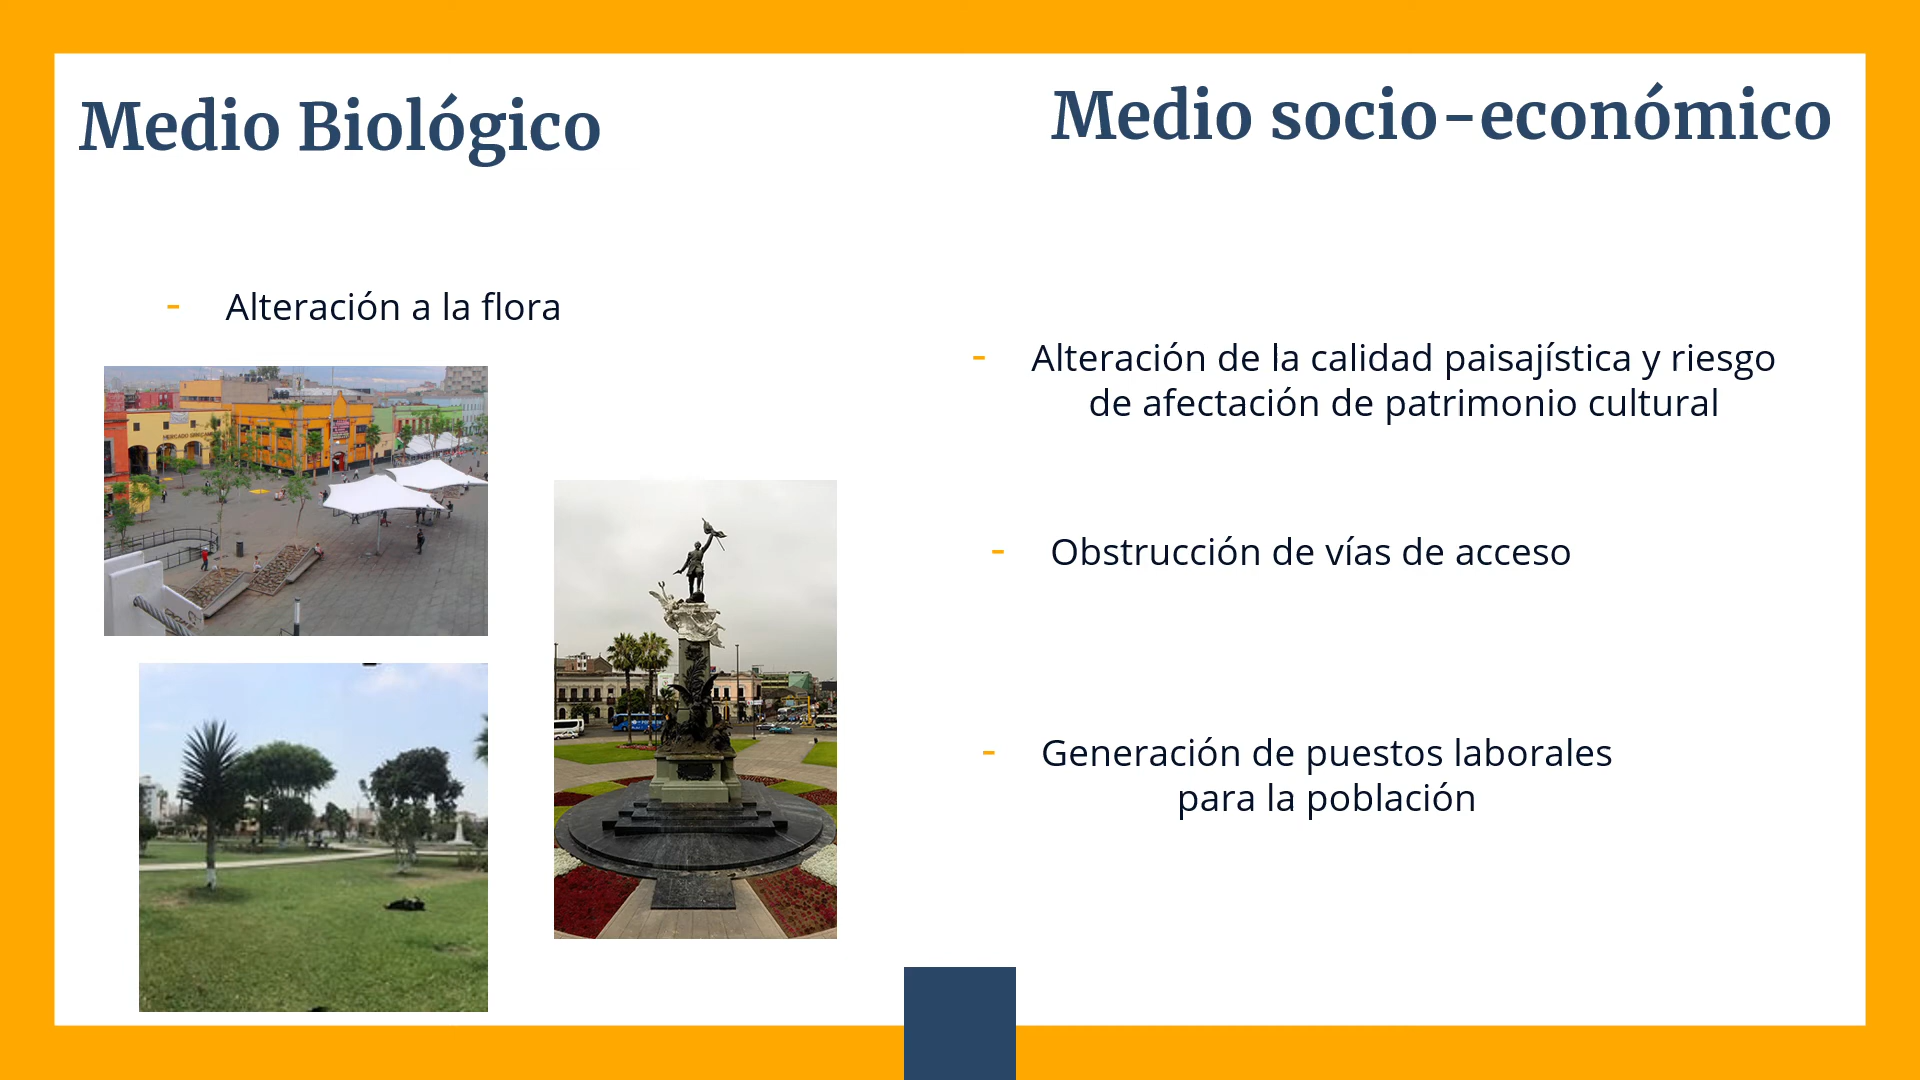 Medio Biológico
- Alteración a la flora
Medio socio-económico
- Alteración de la calidad paisajística y riesgo
de afectación de patrimonio cultural
- Obstrucción de vías de acceso
- Generación de puestos laborales
para la población